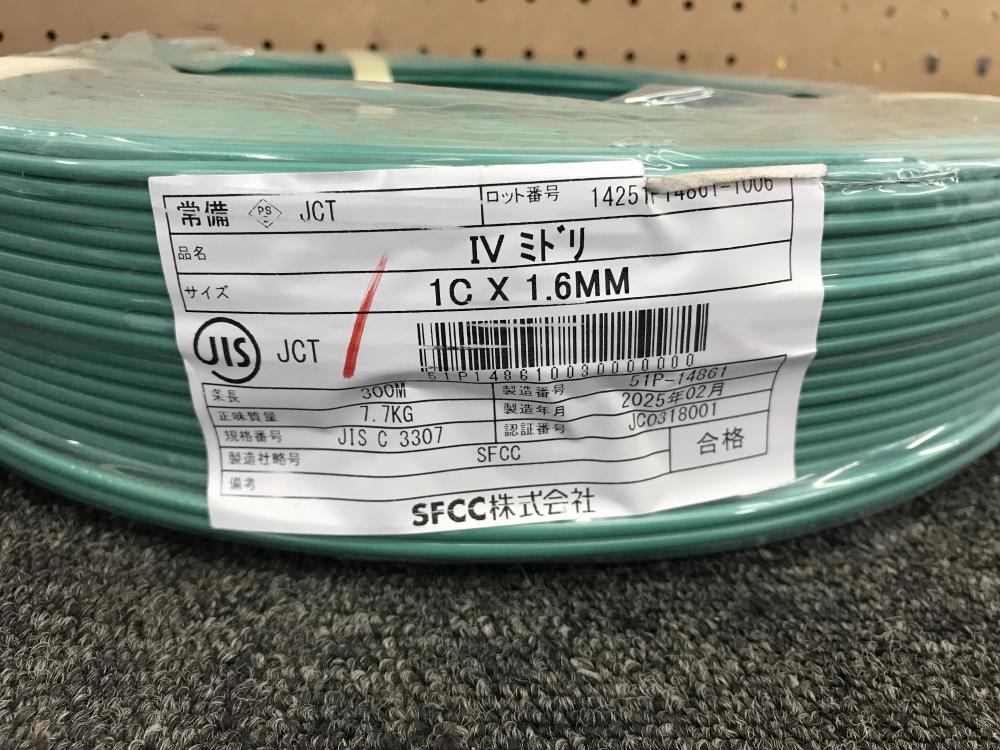 常備 PS JCT ロット番号
品名 IV ミドリ
サイズ 1C X 1.6MM
JIS JCT
51P148610030000000
条長 300M 製造番号 51P-14861
正味質量 7.7KG 製造年月 2025年02月
規格番号 JIS C 3307 認証番号 JC0318001
製造社略号 SFCC 合格
備考
SFCC株式会社